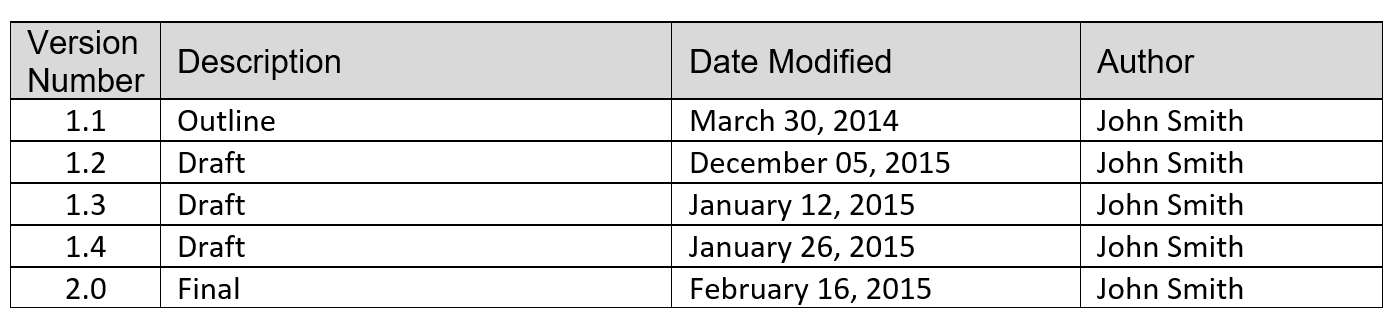 Version Number Description Date Modified Author
1.1 Outline March 30, 2014 John Smith
1.2 Draft December 05, 2015 John Smith
1.3 Draft January 12, 2015 John Smith
1.4 Draft January 26, 2015 John Smith
2.0 Final February 16, 2015 John Smith